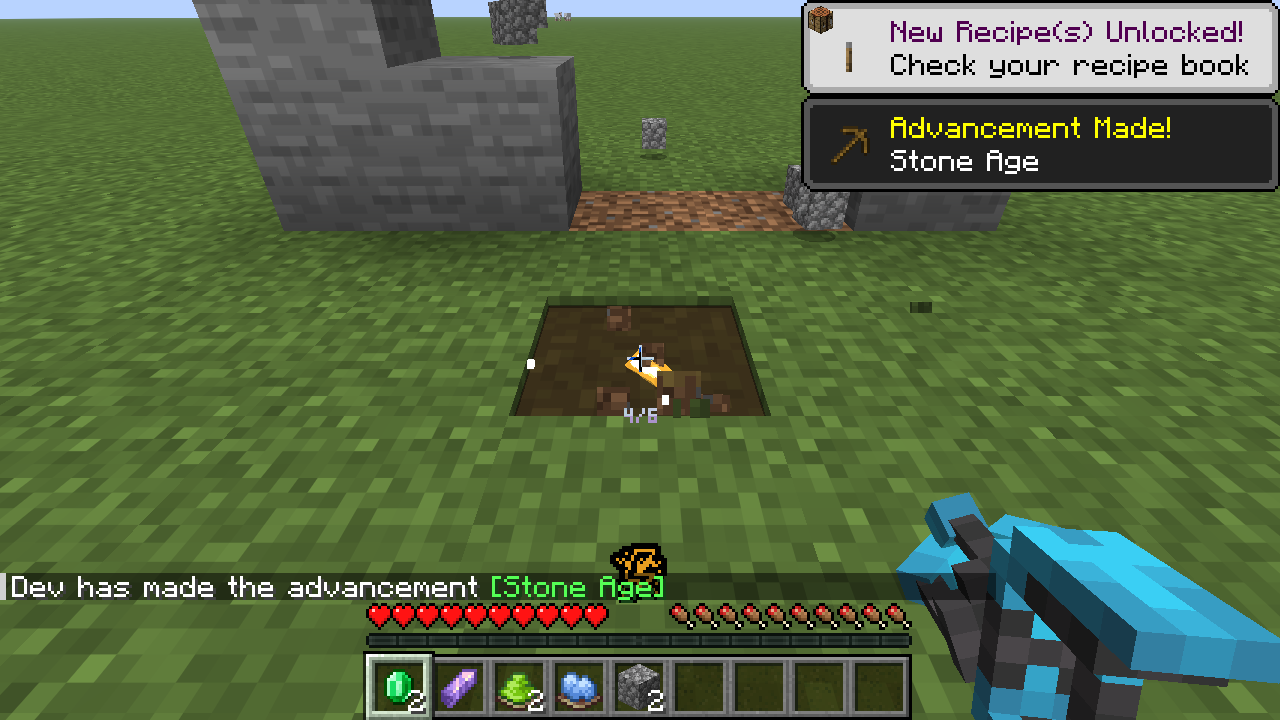 New Recipe(s) Unlocked!
Check your recipe book
Advancement Made!
Stone Age
4/6
Dev has made the advancement [Stone Age]
2
2
2